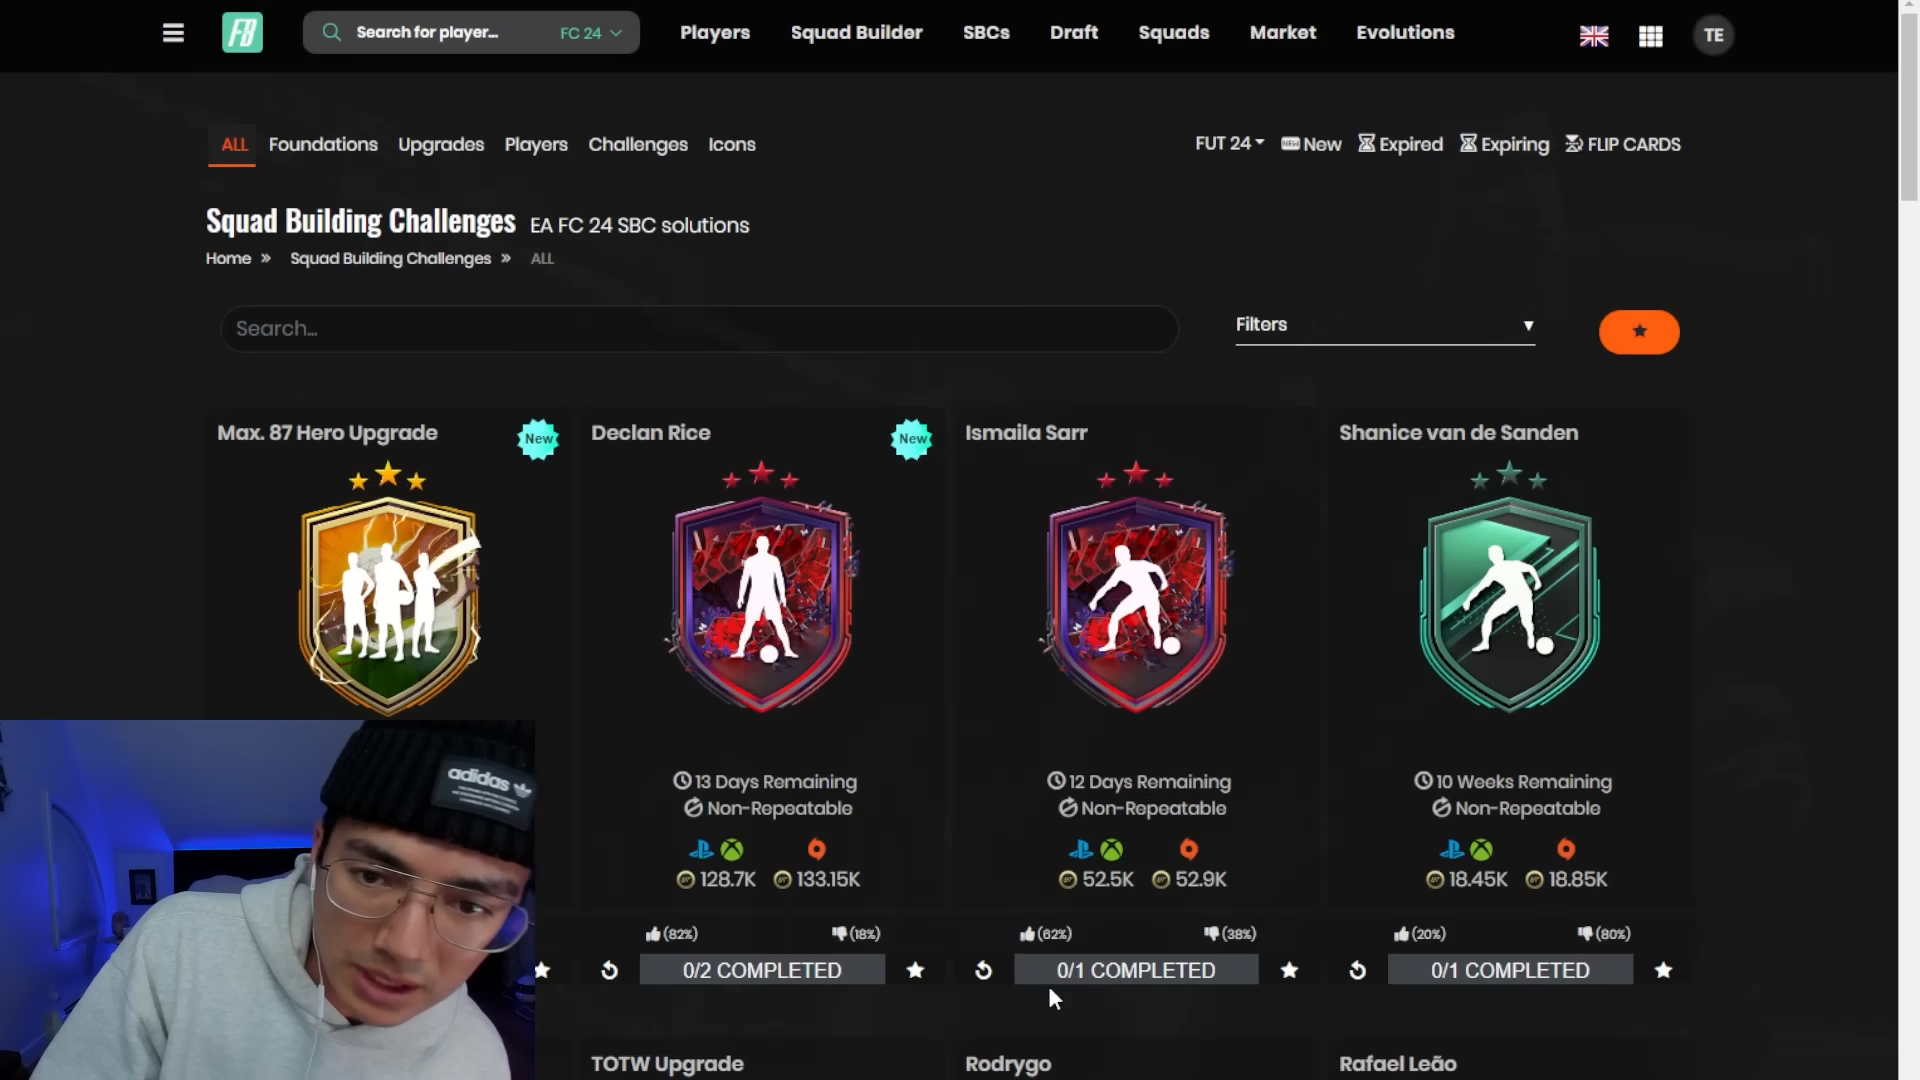 F8
Search for player...
FC 24
Players
Squad Builder
SBCs
Draft
Squads
Market
Evolutions
TE
ALL
Foundations
Upgrades
Players
Challenges
Icons
FUT 24
New
Expired
Expiring
FLIP CARDS
Squad Building Challenges
EA FC 24 SBC solutions
Home » Squad Building Challenges » ALL
Search...
Filters
Max. 87 Hero Upgrade
New
Declan Rice
New
Ismaila Sarr
Shanice van de Sanden
13 Days Remaining
Non-Repeatable
128.7K 133.15K
(82%) (18%)
0/2 COMPLETED
12 Days Remaining
Non-Repeatable
52.5K 52.9K
(62%) (38%)
0/1 COMPLETED
10 Weeks Remaining
Non-Repeatable
18.45K 18.85K
(20%) (80%)
0/1 COMPLETED
adidas
TOTW Upgrade
Rodrygo
Rafael Leão